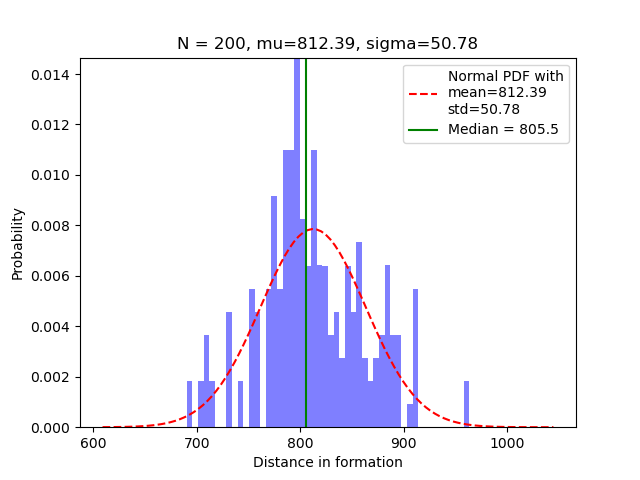 N = 200, mu=812.39, sigma=50.78
Normal PDF with
mean=812.39
std=50.78
Median = 805.5
0.014
0.012
0.010
0.008
0.006
0.004
0.002
0.000
Probability
600 700 800 900 1000
Distance in formation